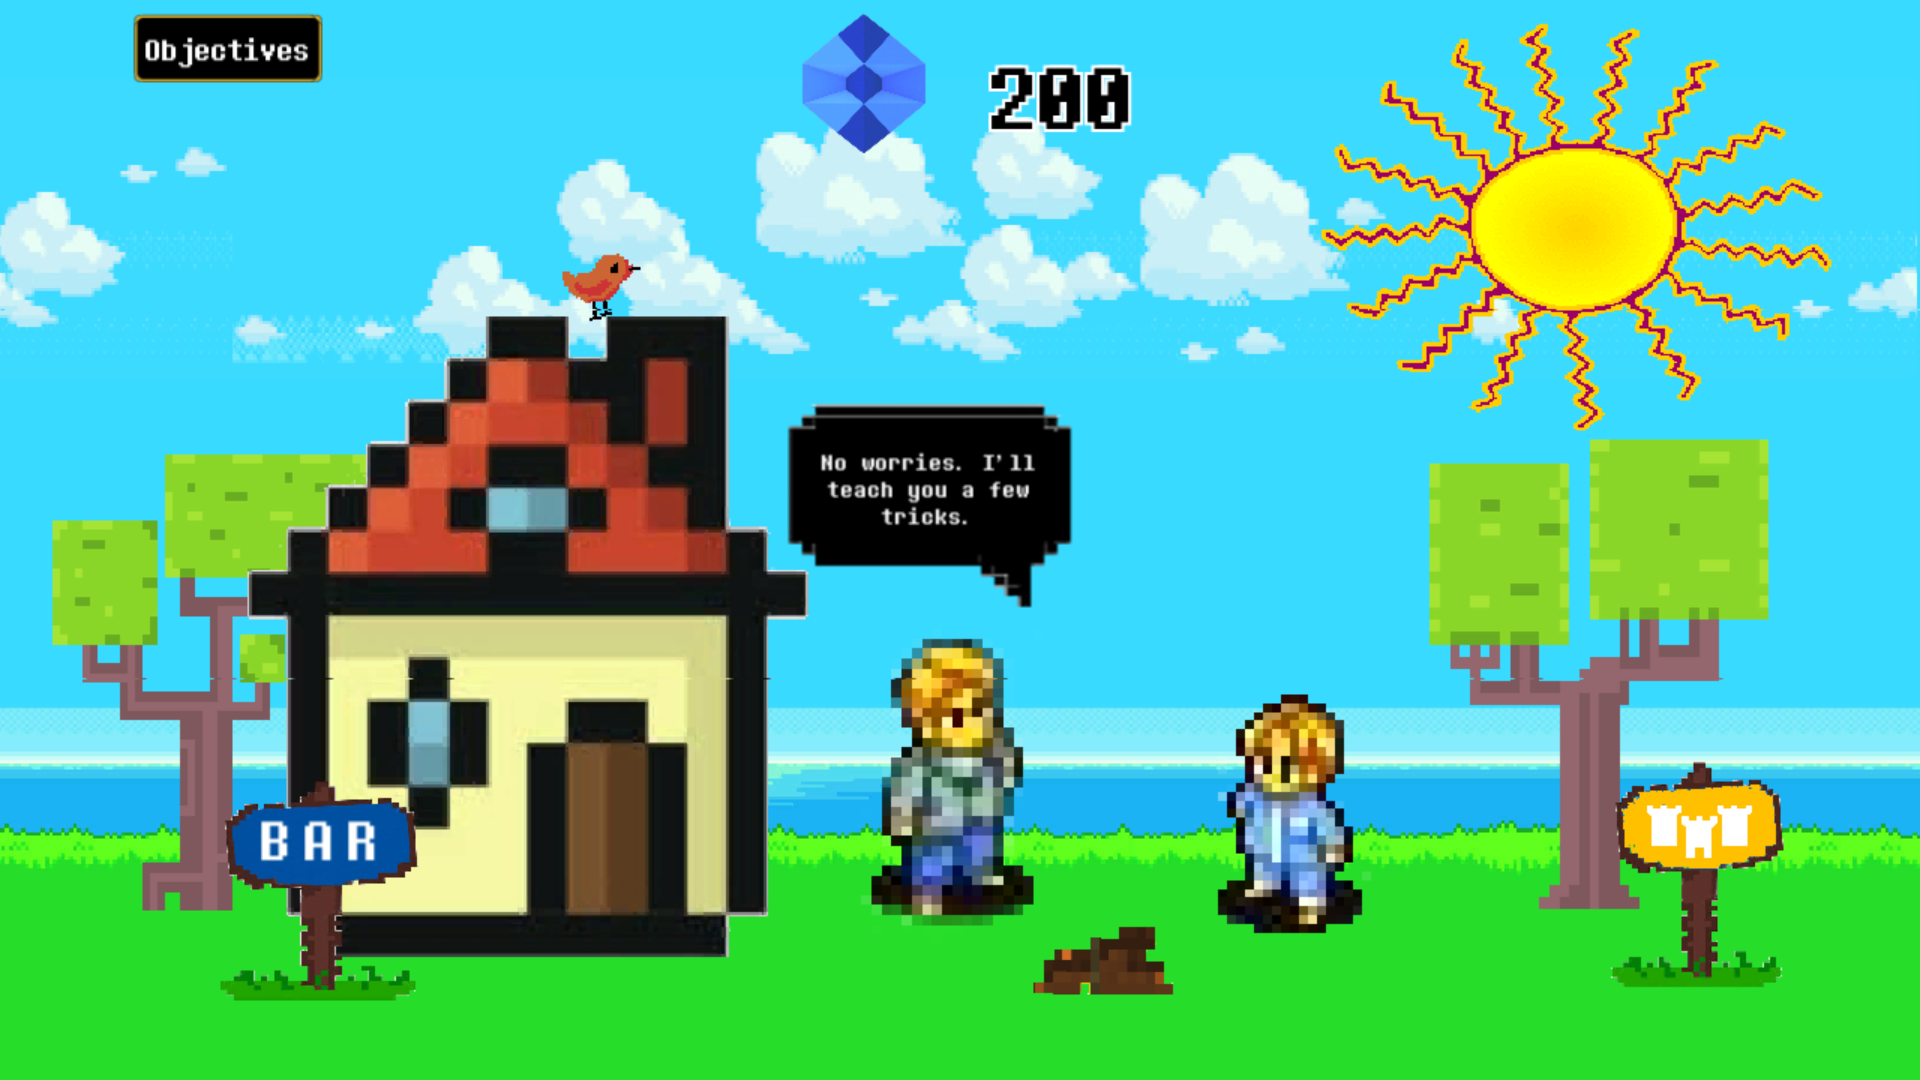 Objectives
200
No worries. I'll
teach you a few
tricks.
BAR